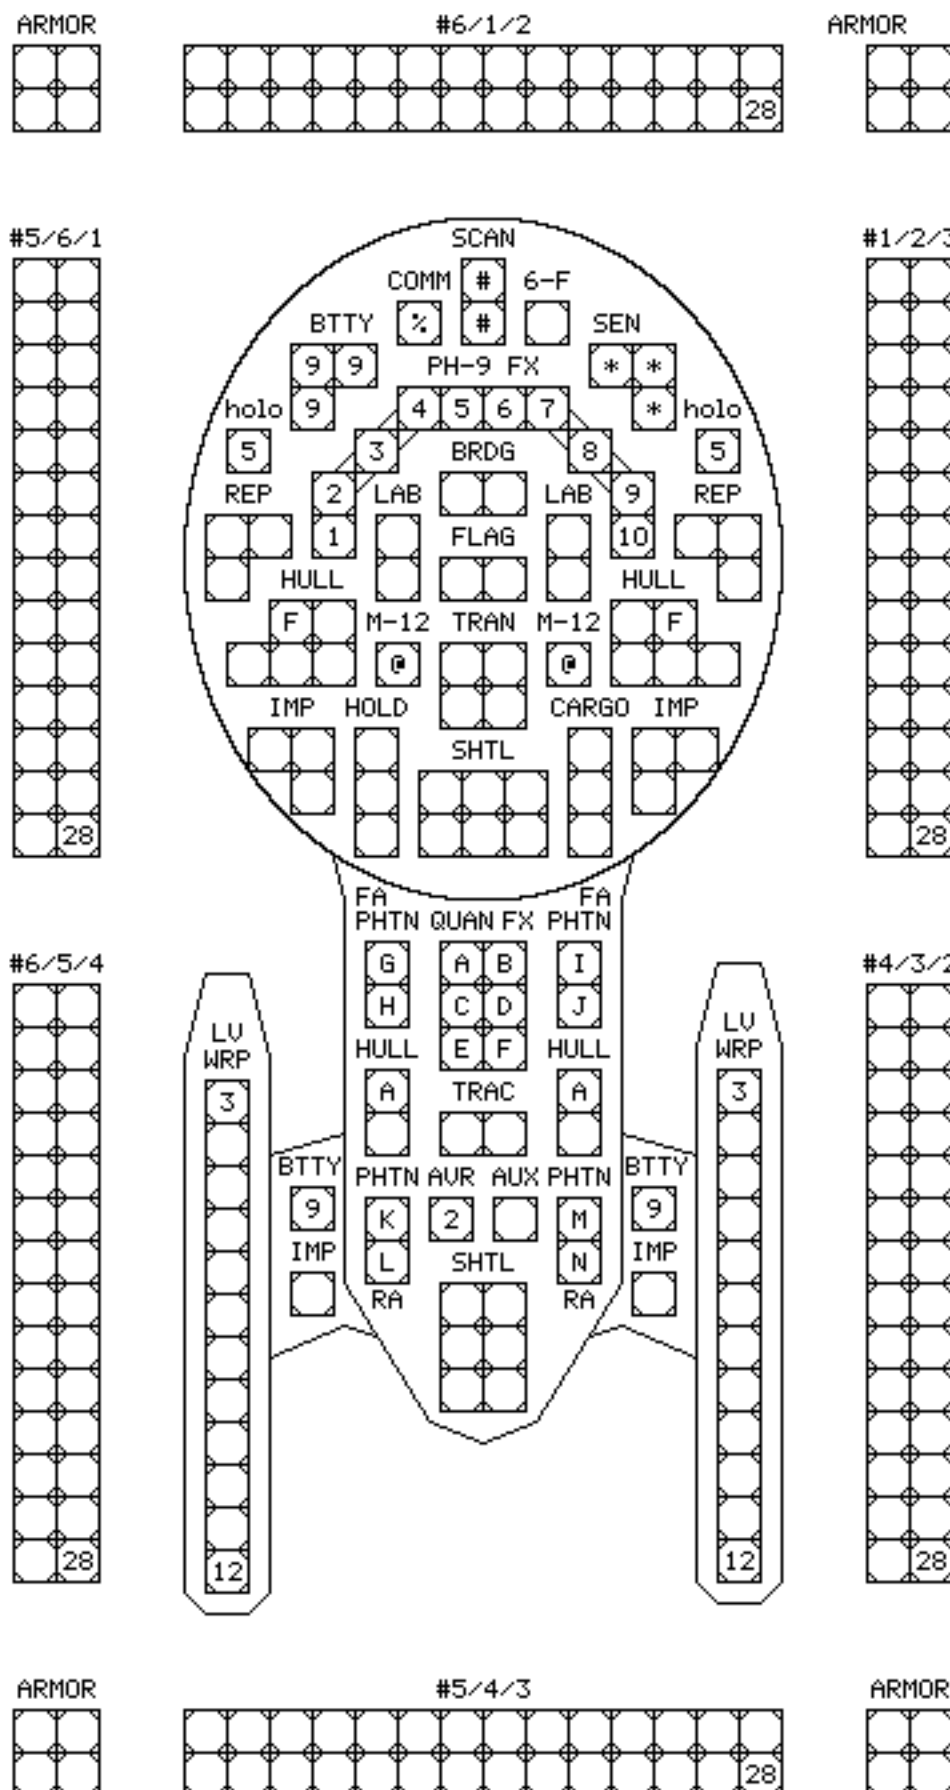 ARMOR #6/1/2 ARMOR
28
#5/6/1 SCAN #1/2/3
COMM # 6-F
BTTY % # SEN
9 9 PH-9 FX * *
holo 9 4 5 6 7 * holo
5 3 BRDG 8 5
REP 2 LAB LAB 9 REP
1 FLAG 10
HULL HULL
F M-12 TRAN M-12 F
@ @
IMP HOLD CARGO IMP
SHTL
28 28
FA FA
PHTN QUAN FX PHTN
#6/5/4 G A B I #4/3/2
H C D J
LV LV
WRP HULL E F HULL WRP
3 A TRAC A 3
BTTY PHTN AVR AUX PHTN BTTY
9 K 2 M 9
IMP L SHTL N IMP
RA RA
28 12 12 28
ARMOR #5/4/3 ARMOR
28